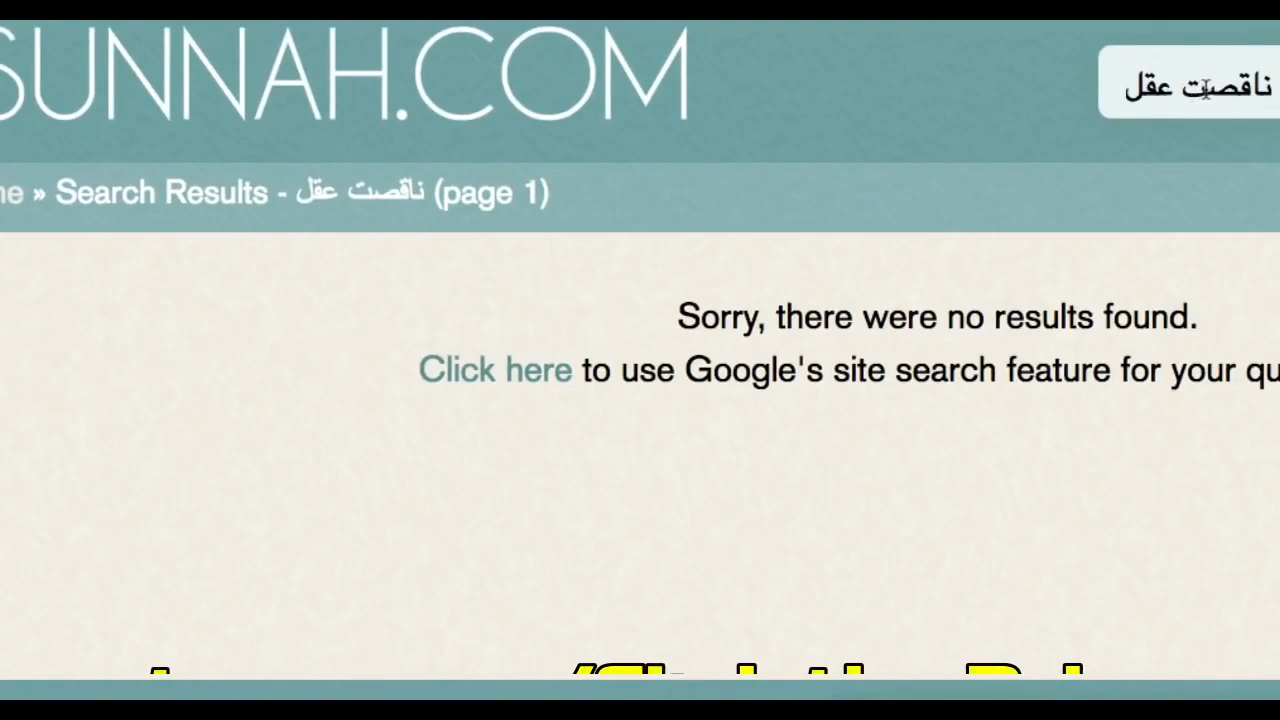 SUNNAH.COM
ناقصت عقل
» Search Results - ناقصت عقل (page 1)
Sorry, there were no results found.
Click here to use Google's site search feature for your